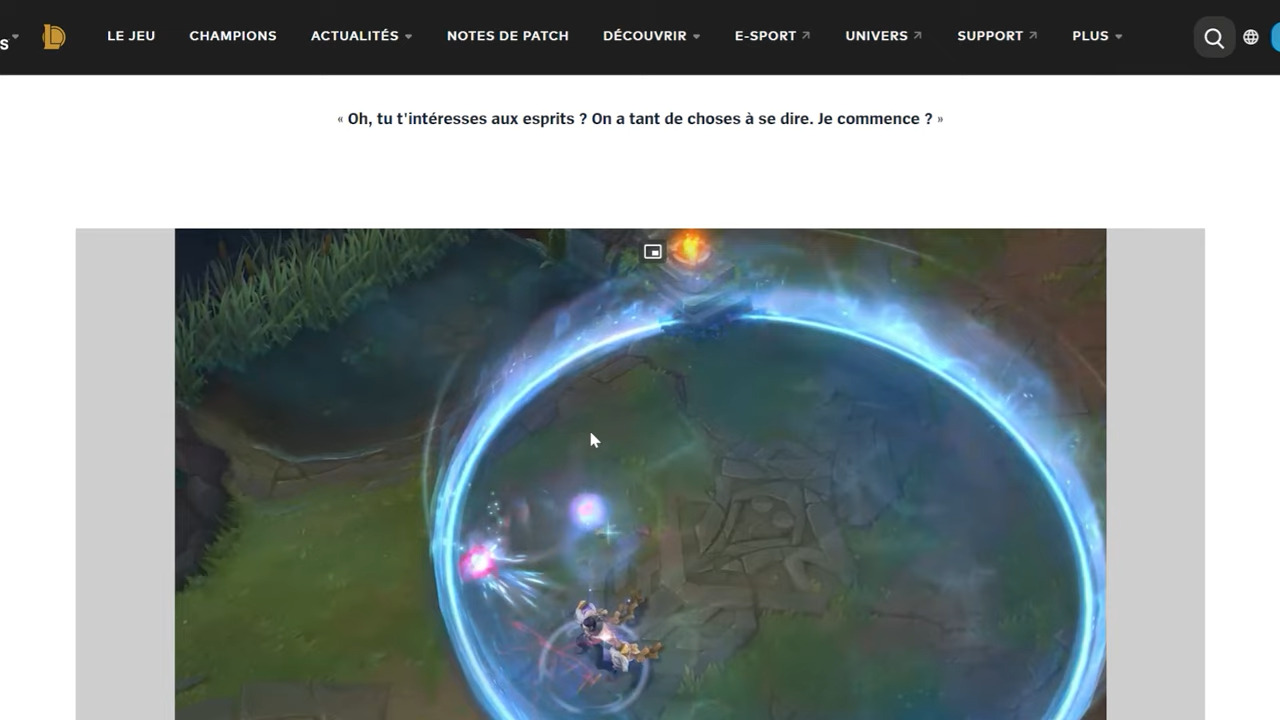 S
LE JEU CHAMPIONS ACTUALITÉS NOTES DE PATCH DÉCOUVRIR E-SPORT UNIVERS SUPPORT PLUS
« Oh, tu t'intéresses aux esprits ? On a tant de choses à se dire. Je commence ? »